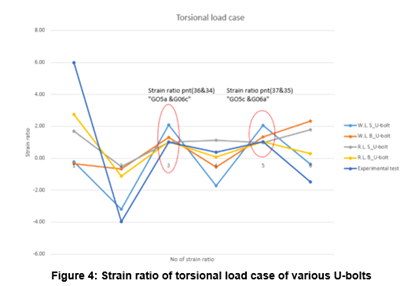 Torsional load case
8.00
6.00
4.00
2.00
0.00
-2.00
-4.00
-6.00
Strain ratio
Strain ratio pnt(36&34)
"GO5a &G06c"
Strain ratio pnt(37&35)
"GO5c &G06a"
3
5
No of strain ratio
W.L S_U-bolt
W.L B_U-bolt
R.L S_U-bolt
R.L B_U-bolt
Experimental test
Figure 4: Strain ratio of torsional load case of various U-bolts